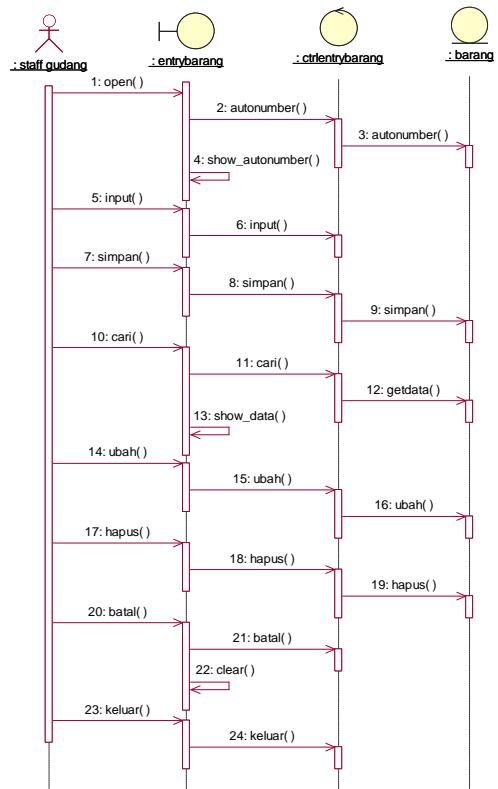 : staff gudang
: entrybarang
: ctrlentrybarang
: barang
1: open( )
2: autonumber( )
3: autonumber( )
4: show_autonumber( )
5: input( )
6: input( )
7: simpan( )
8: simpan( )
9: simpan( )
10: cari( )
11: cari( )
12: getdata( )
13: show_data( )
14: ubah( )
15: ubah( )
16: ubah( )
17: hapus( )
18: hapus( )
19: hapus( )
20: batal( )
21: batal( )
22: clear( )
23: keluar( )
24: keluar( )